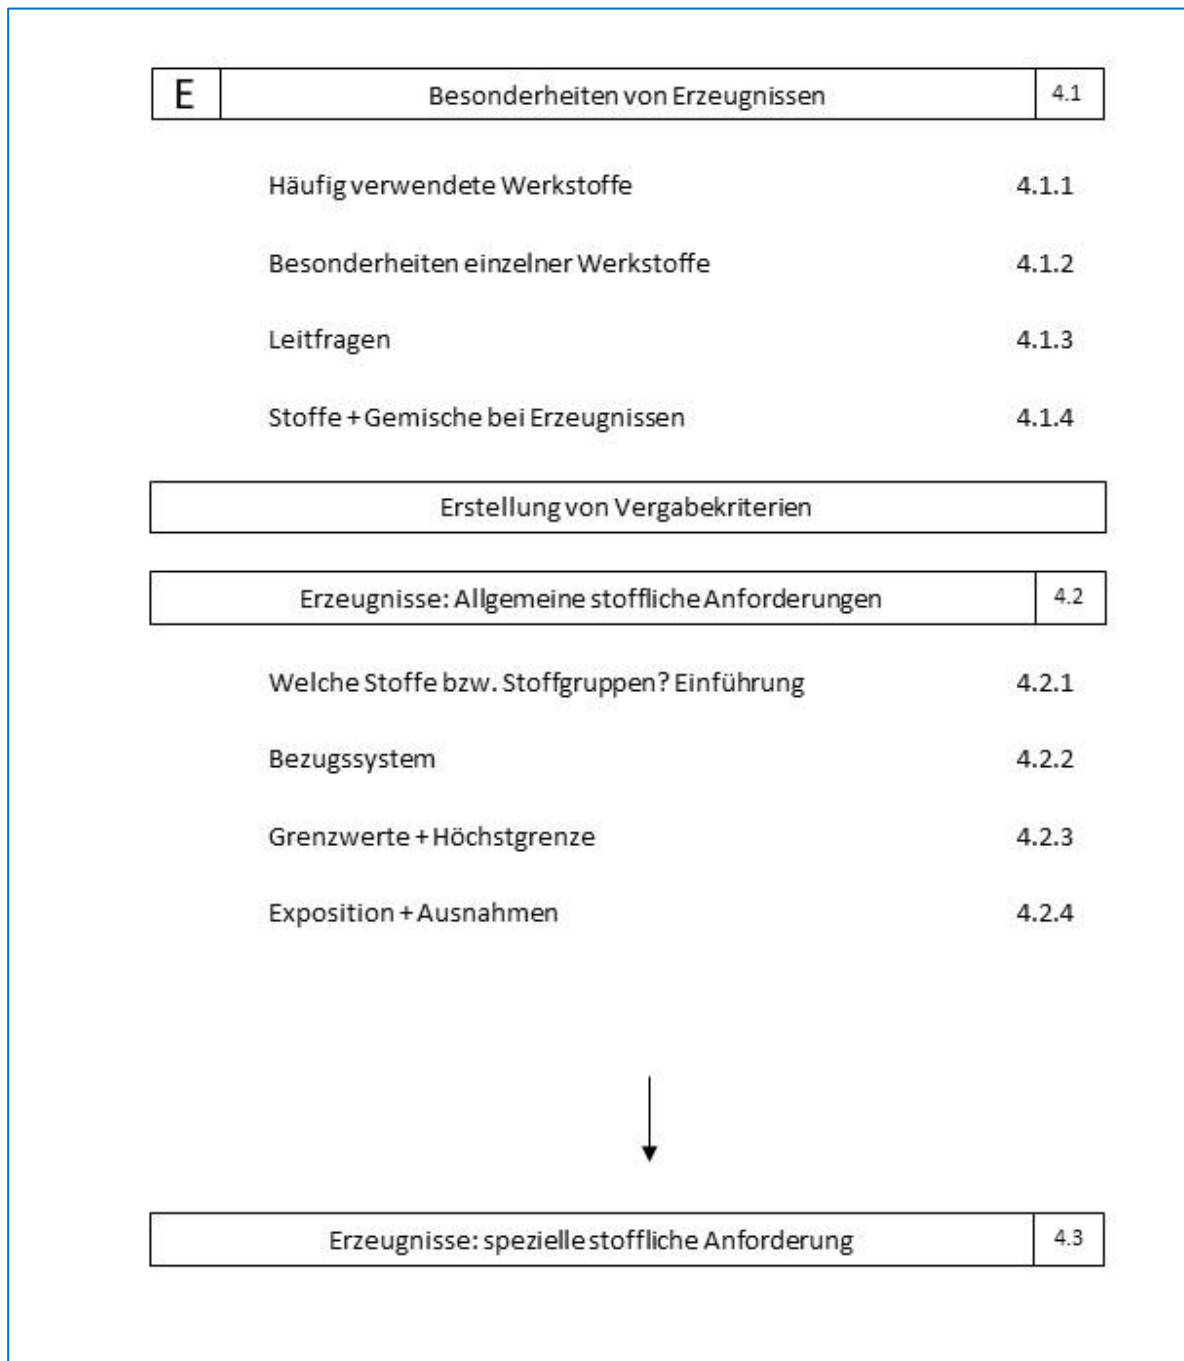 E Besonderheiten von Erzeugnissen 4.1
Häufig verwendete Werkstoffe 4.1.1
Besonderheiten einzelner Werkstoffe 4.1.2
Leitfragen 4.1.3
Stoffe + Gemische bei Erzeugnissen 4.1.4
Erstellung von Vergabekriterien
Erzeugnisse: Allgemeine stoffliche Anforderungen 4.2
Welche Stoffe bzw. Stoffgruppen? Einführung 4.2.1
Bezugssystem 4.2.2
Grenzwerte + Höchstgrenze 4.2.3
Exposition + Ausnahmen 4.2.4
Erzeugnisse: spezielle stoffliche Anforderung 4.3